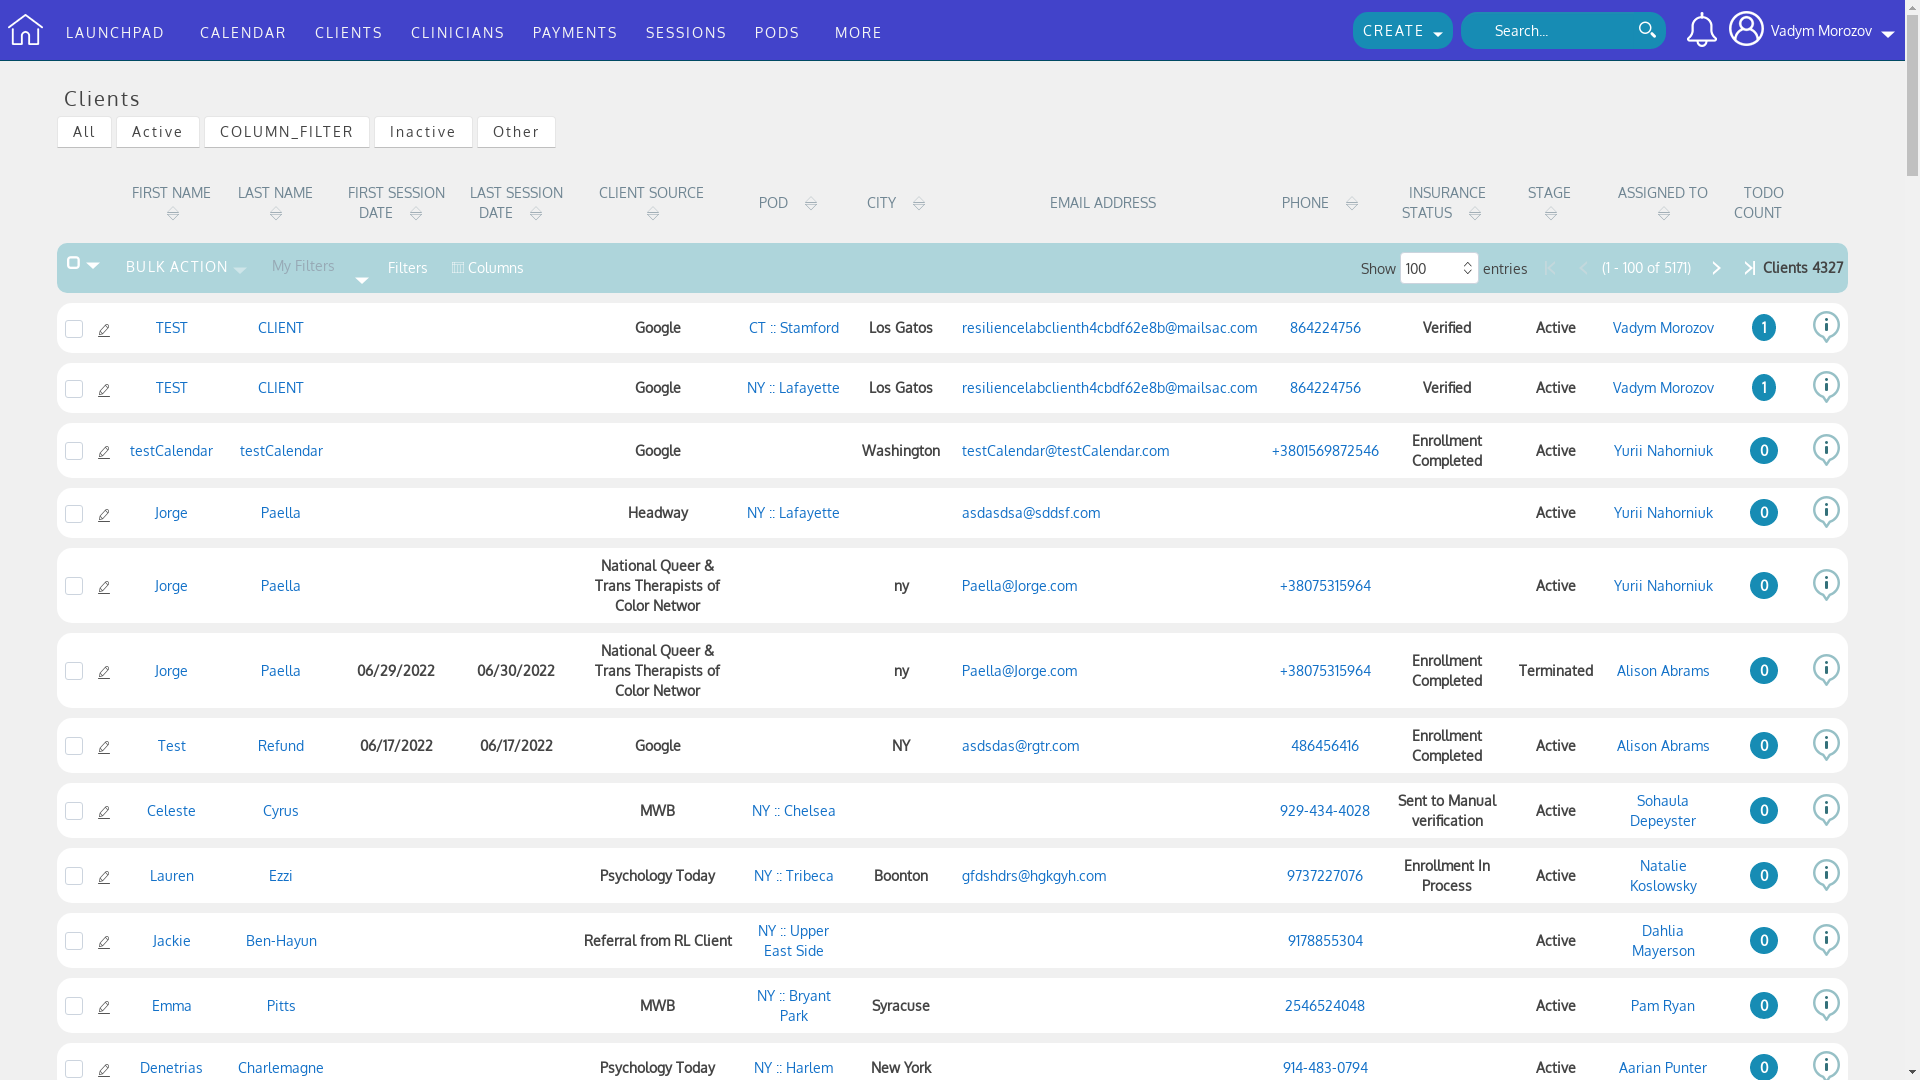 LAUNCHPAD CALENDAR CLIENTS CLINICIANS PAYMENTS SESSIONS PODS MORE CREATE Search... Vadym Morozov
Clients
All Active COLUMN_FILTER Inactive Other
FIRST NAME LAST NAME FIRST SESSION DATE LAST SESSION DATE CLIENT SOURCE POD CITY EMAIL ADDRESS PHONE INSURANCE STATUS STAGE ASSIGNED TO TODO COUNT
BULK ACTION My Filters Filters Columns Show 100 entries (1 - 100 of 5171) Clients 4327
TEST CLIENT Google CT :: Stamford Los Gatos resiliencelabclienth4cbdf62e8b@mailsac.com 864224756 Verified Active Vadym Morozov 1
TEST CLIENT Google NY :: Lafayette Los Gatos resiliencelabclienth4cbdf62e8b@mailsac.com 864224756 Verified Active Vadym Morozov 1
testCalendar testCalendar Google Washington testCalendar@testCalendar.com +3801569872546 Enrollment Completed Active Yurii Nahorniuk 0
Jorge Paella Headway NY :: Lafayette asdasdsa@sddsf.com Active Yurii Nahorniuk 0
Jorge Paella National Queer & Trans Therapists of Color Networ ny Paella@Jorge.com +38075315964 Active Yurii Nahorniuk 0
Jorge Paella 06/29/2022 06/30/2022 National Queer & Trans Therapists of Color Networ ny Paella@Jorge.com +38075315964 Enrollment Completed Terminated Alison Abrams 0
Test Refund 06/17/2022 06/17/2022 Google NY asdsdas@rgtr.com 486456416 Enrollment Completed Active Alison Abrams 0
Celeste Cyrus MWB NY :: Chelsea 929-434-4028 Sent to Manual verification Active Sohaula Depeyster 0
Lauren Ezzi Psychology Today NY :: Tribeca Boonton gfdshdrs@hgkgyh.com 9737227076 Enrollment In Process Active Natalie Koslowsky 0
Jackie Ben-Hayun Referral from RL Client NY :: Upper East Side 9178855304 Active Dahlia Mayerson 0
Emma Pitts MWB NY :: Bryant Park Syracuse 2546524048 Active Pam Ryan 0
Denetrias Charlemagne Psychology Today NY :: Harlem New York 914-483-0794 Active Aarian Punter 0